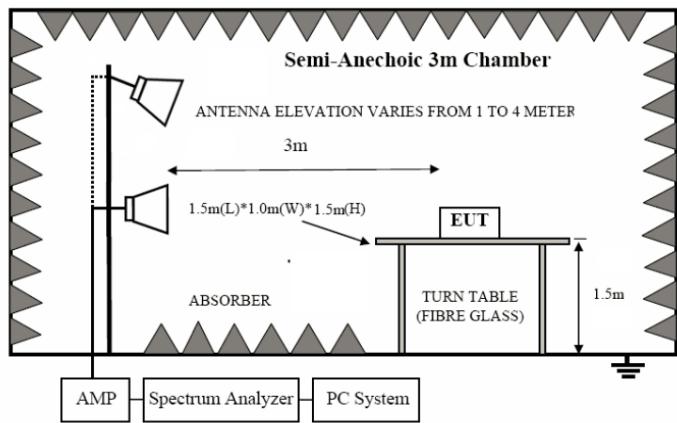 Semi-Anechoic 3m Chamber
ANTENNA ELEVATION VARIES FROM 1 TO 4 METER
3m
1.5m(L)*1.0m(W)*1.5m(H)
EUT
ABSORBER
TURN TABLE
(FIBRE GLASS)
1.5m
AMP
Spectrum Analyzer
PC System